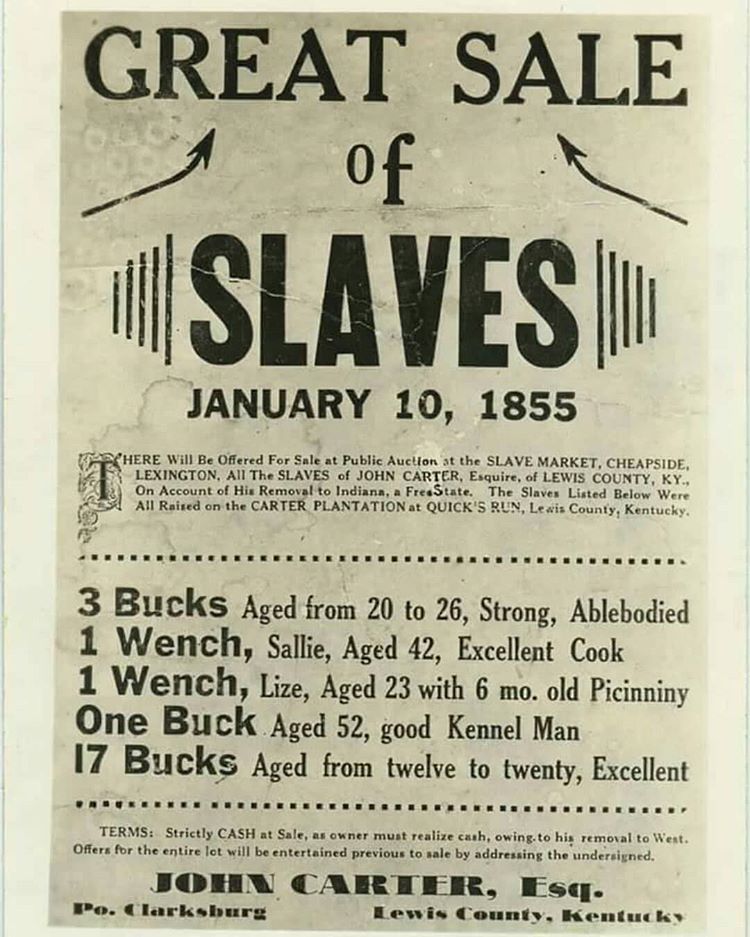 GREAT SALE
of
SLAVES
JANUARY 10, 1855
THERE Will Be Offered For Sale at Public Auction at the SLAVE MARKET, CHEAPSIDE,
LEXINGTON, All The SLAVES of JOHN CARTER, Esquire, of LEWIS COUNTY, KY.,
On Account of His Removal to Indiana, a Free State. The Slaves Listed Below Were
All Raised on the CARTER PLANTATION at QUICK'S RUN, Lewis County, Kentucky.
3 Bucks Aged from 20 to 26, Strong, Ablebodied
1 Wench, Sallie, Aged 42, Excellent Cook
1 Wench, Lize, Aged 23 with 6 mo. old Picinniny
One Buck Aged 52, good Kennel Man
17 Bucks Aged from twelve to twenty, Excellent
TERMS: Strictly CASH at Sale, as owner must realize cash, owing to his removal to West.
Offers for the entire lot will be entertained previous to sale by addressing the undersigned.
JOHN CARTER, Esq.
Po. Clarksburg Lewis County, Kentucky